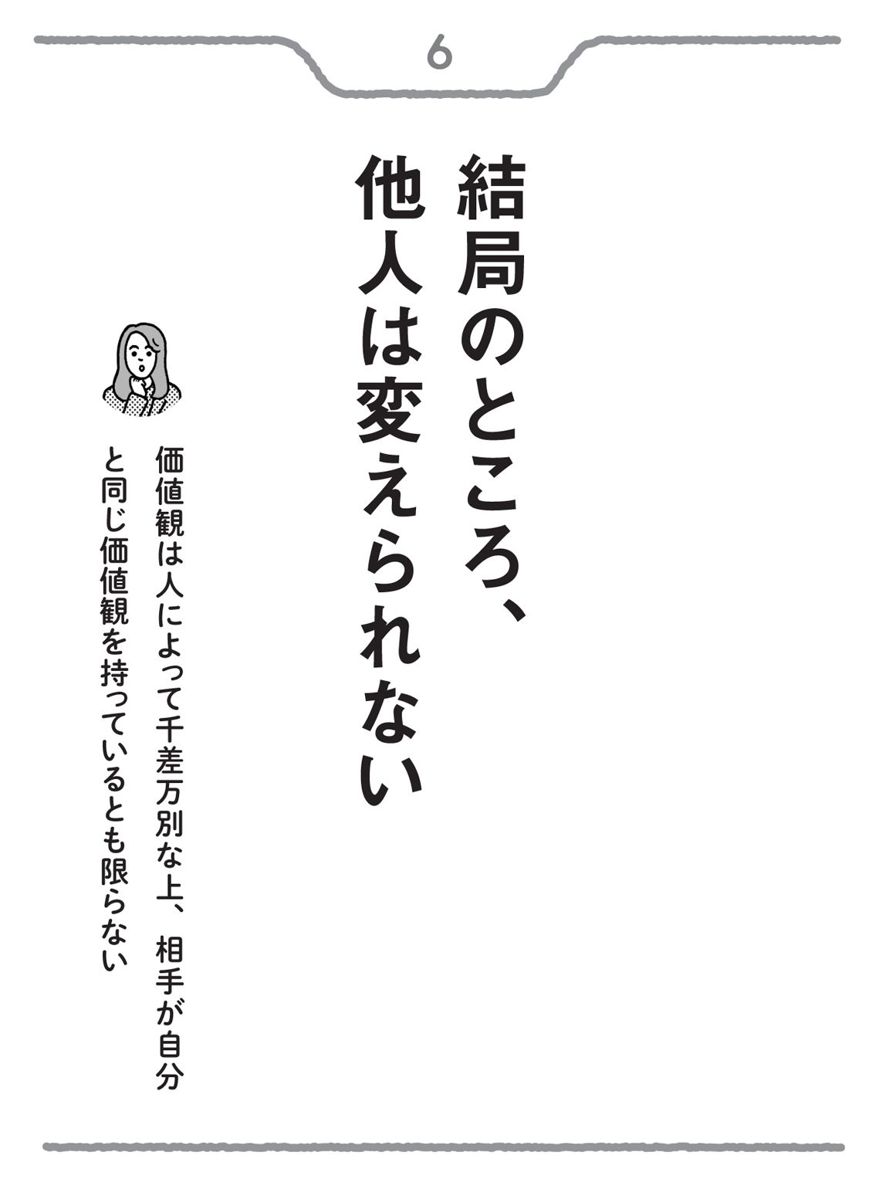 6
結局のところ、
他人は変えられない
価値観は人によって千差万別な上、相手が自分
と同じ価値観を持っているとも限らない